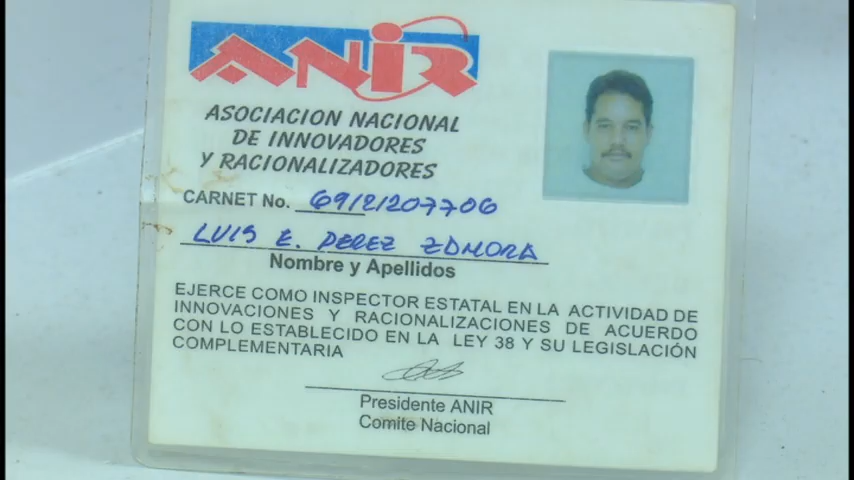 ANIR
ASOCIACION NACIONAL
DE INNOVADORES
Y RACIONALIZADORES
CARNET No. 69121207706
LUIS E. PEREZ ZAMORA
Nombre y Apellidos
EJERCE COMO INSPECTOR ESTATAL EN LA ACTIVIDAD DE
INNOVACIONES Y RACIONALIZACIONES DE ACUERDO
CON LO ESTABLECIDO EN LA LEY 38 Y SU LEGISLACIÓN
COMPLEMENTARIA
Presidente ANIR
Comite Nacional